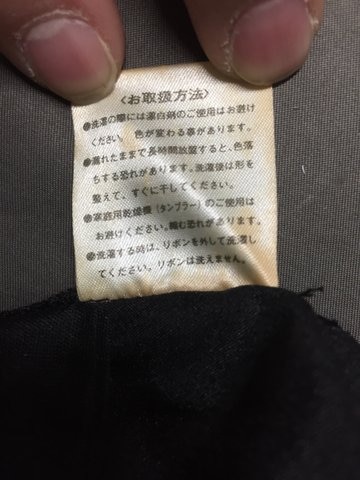 〈お取扱方法〉
●洗濯の際には漂白剤のご使用はお避け
ください。色が変わる事があります。
●濡れたままで長時間放置すると、色落
ちする恐れがあります。洗濯後は形を
整えて、すぐに干してください。
●家庭用乾燥機（タンブラー）のご使用は
お避けください。縮む恐れがあります。
●洗濯する時は、リボンを外して洗濯し
てください。リボンは洗えません。